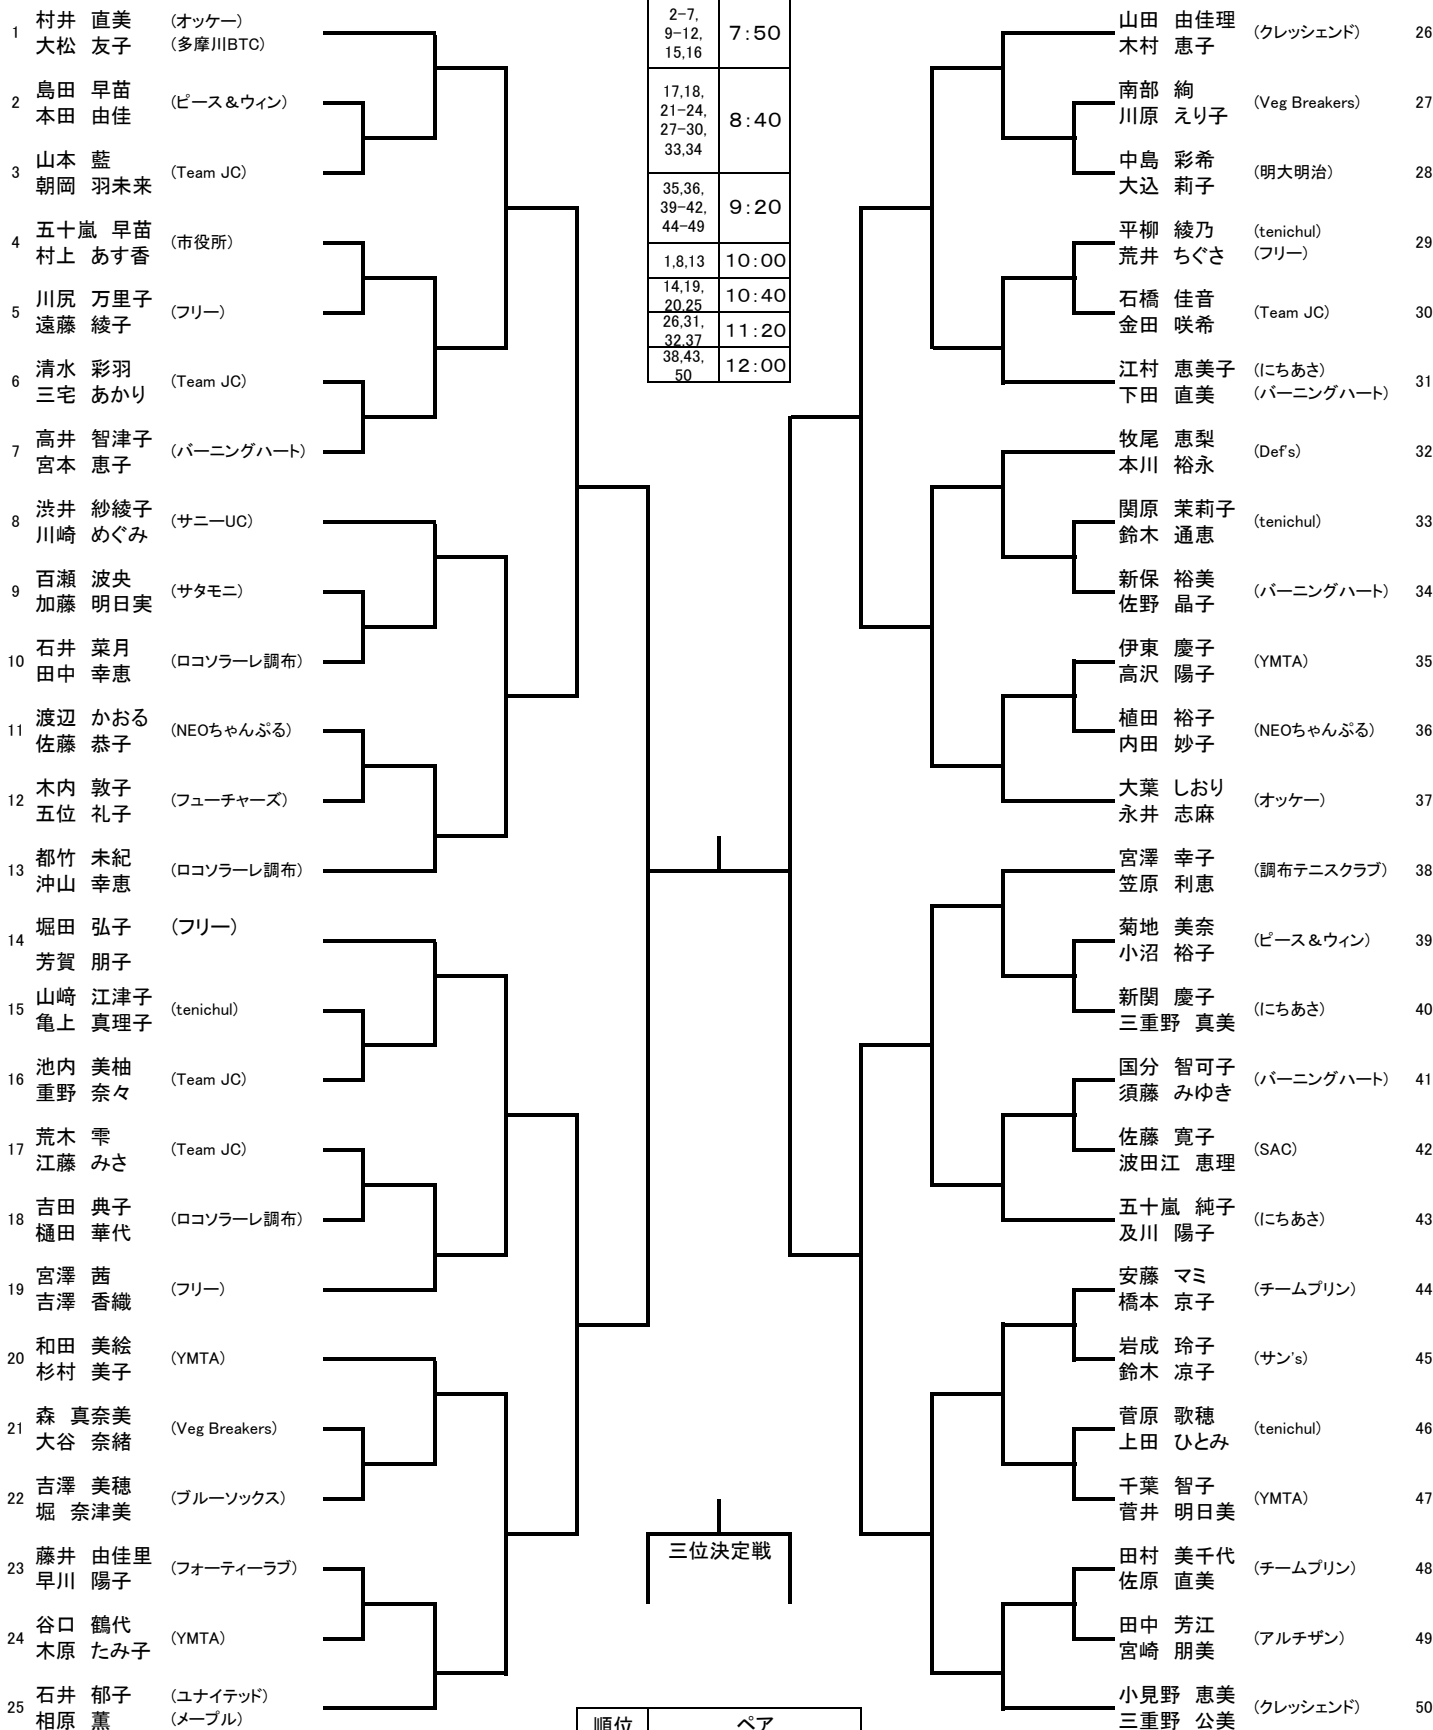 1 村井 直美 (オッケー)
大松 友子 (多摩川BTC)
2 島田 早苗 (ピース＆ウィン)
本田 由佳
3 山本 藍 (Team JC)
朝岡 羽未来
4 五十嵐 早苗 (市役所)
村上 あす香
5 川尻 万里子 (フリー)
遠藤 綾子
6 清水 彩羽 (Team JC)
三宅 あかり
7 高井 智津子 (バーニングハート)
宮本 恵子
8 渋井 紗綾子 (サニーUC)
川崎 めぐみ
9 百瀬 波央 (サタモニ)
加藤 明日実
10 石井 菜月 (ロコソラーレ調布)
田中 幸恵
11 渡辺 かおる (NEOちゃんぷる)
佐藤 恭子
12 木内 敦子 (フューチャーズ)
五位 礼子
13 都竹 未紀 (ロコソラーレ調布)
沖山 幸恵
14 堀田 弘子 (フリー)
芳賀 朋子
15 山﨑 江津子 (tenichul)
亀上 真理子
16 池内 美柚 (Team JC)
重野 奈々
17 荒木 雫 (Team JC)
江藤 みさ
18 吉田 典子 (ロコソラーレ調布)
樋田 華代
19 宮澤 茜 (フリー)
吉澤 香織
20 和田 美絵 (YMTA)
杉村 美子
21 森 真奈美 (Veg Breakers)
大谷 奈緒
22 吉澤 美穂 (ブルーソックス)
堀 奈津美
23 藤井 由佳里 (フォーティーラブ)
早川 陽子
24 谷口 鶴代 (YMTA)
木原 たみ子
25 石井 郁子 (ユナイテッド)
相原 薫 (メープル)
2-7,
9-12, 7:50
15,16
17,18,
21-24, 8:40
27-30,
33,34
35,36,
39-42, 9:20
44-49
1,8,13 10:00
14,19, 10:40
20,25
26,31, 11:20
32,37
38,43, 12:00
50
三位決定戦
順位 ペア
山田 由佳理 (クレッシェンド) 26
木村 恵子
南部 絢 (Veg Breakers) 27
川原 えり子
中島 彩希 (明大明治) 28
大込 莉子
平柳 綾乃 (tenichul) 29
荒井 ちぐさ (フリー)
石橋 佳音 (Team JC) 30
金田 咲希
江村 恵美子 (にちあさ) 31
下田 直美 (バーニングハート)
牧尾 恵梨 (Def's) 32
本川 裕永
関原 茉莉子 (tenichul) 33
鈴木 通恵
新保 裕美 (バーニングハート) 34
佐野 晶子
伊東 慶子 (YMTA) 35
高沢 陽子
植田 裕子 (NEOちゃんぷる) 36
内田 妙子
大葉 しおり (オッケー) 37
永井 志麻
宮澤 幸子 (調布テニスクラブ) 38
笠原 利恵
菊地 美奈 (ピース＆ウィン) 39
小沼 裕子
新関 慶子 (にちあさ) 40
三重野 真美
国分 智可子 (バーニングハート) 41
須藤 みゆき
佐藤 寛子 (SAC) 42
波田江 恵理
五十嵐 純子 (にちあさ) 43
及川 陽子
安藤 マミ (チームプリン) 44
橋本 京子
岩成 玲子 (サン's) 45
鈴木 凉子
菅原 歌穂 (tenichul) 46
上田 ひとみ
千葉 智子 (YMTA) 47
菅井 明日美
田村 美千代 (チームプリン) 48
佐原 直美
田中 芳江 (アルチザン) 49
宮崎 朋美
小見野 恵美 (クレッシェンド) 50
三重野 公美